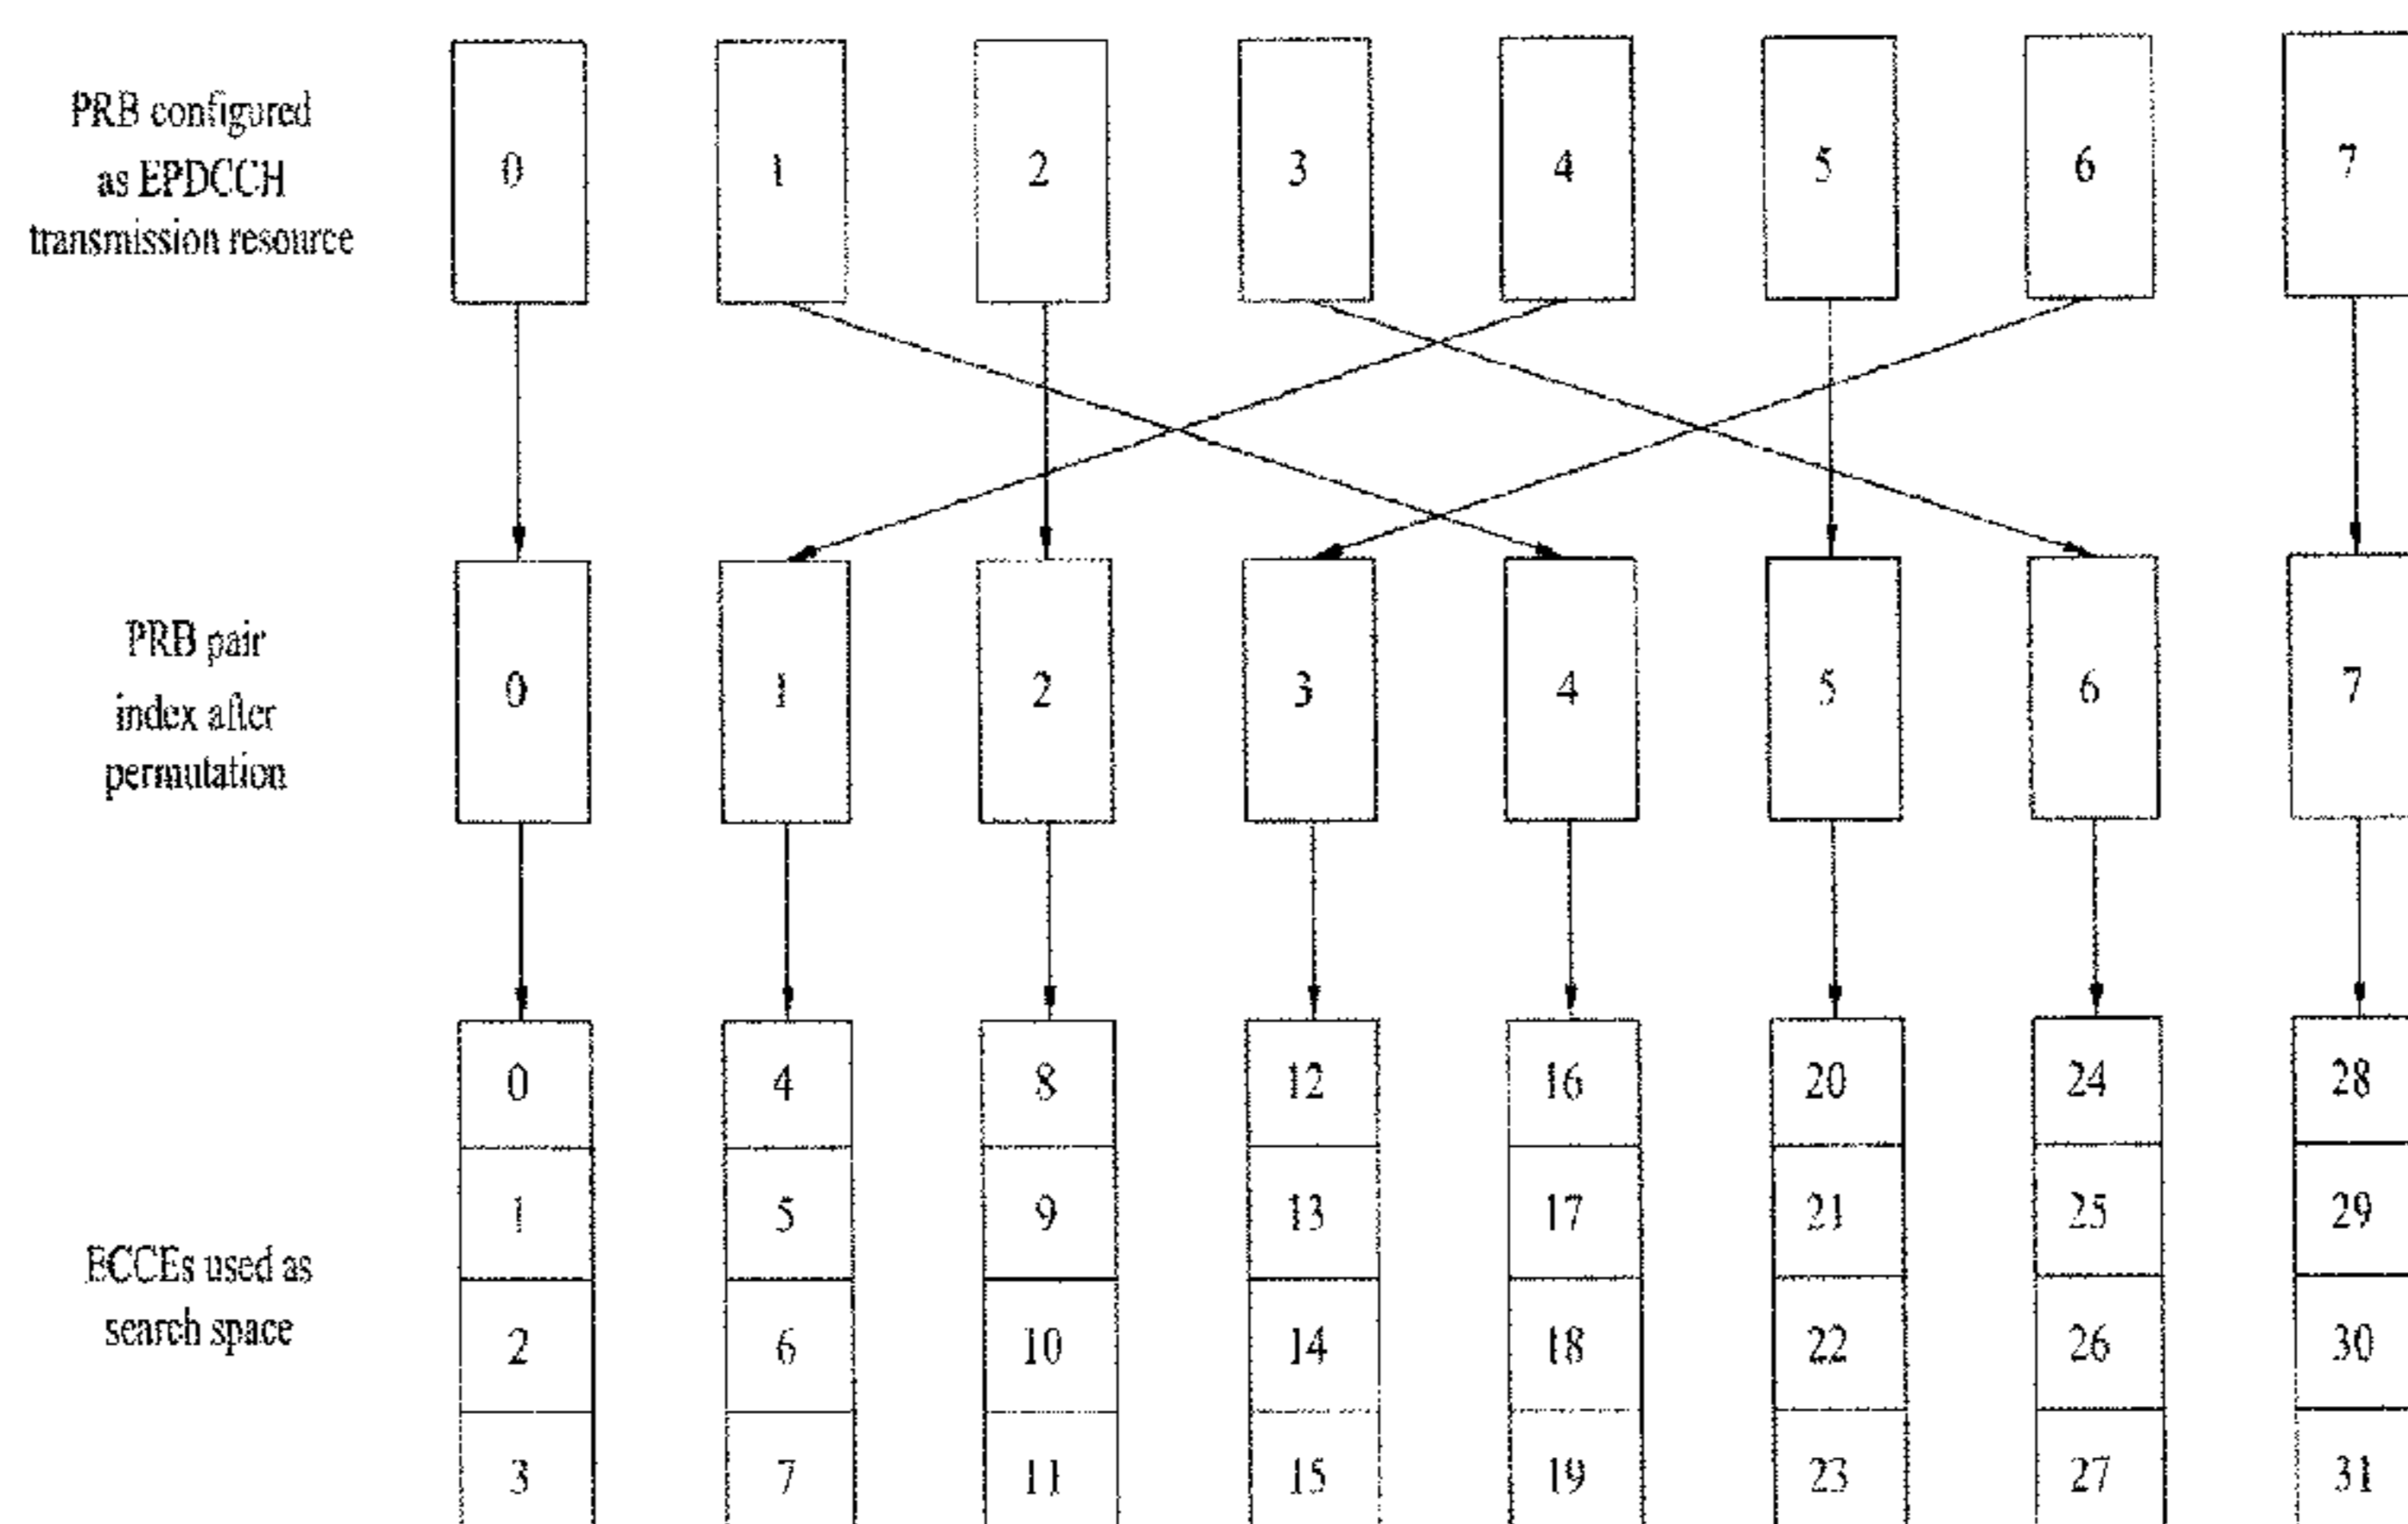 PRB configured
as EPDCCH
transmission resource
0 1 2 3 4 5 6 7
PRB pair
index after
permutation
0 1 2 3 4 5 6 7
ECCEs used as
search space
0 4 8 12 16 20 24 28
1 5 9 13 17 21 25 29
2 6 10 14 18 22 26 30
3 7 11 15 19 23 27 31